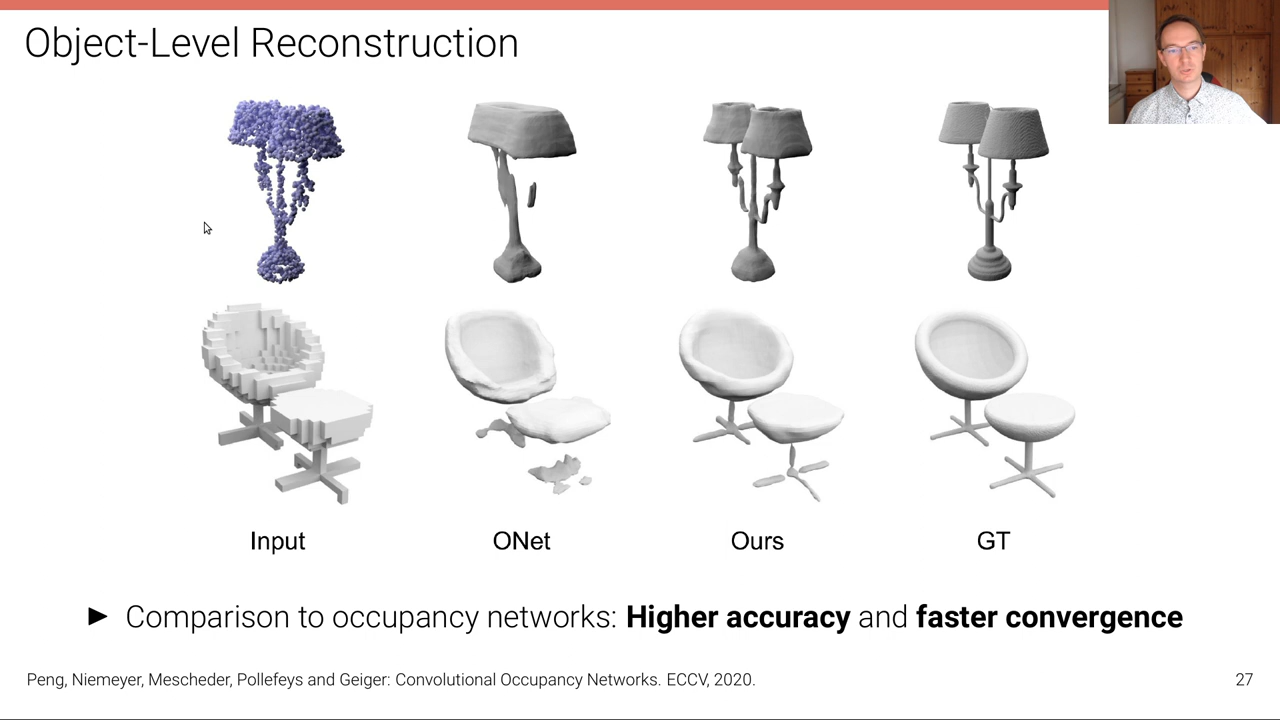 Object-Level Reconstruction
Input
ONet
Ours
GT
► Comparison to occupancy networks: Higher accuracy and faster convergence
Peng, Niemeyer, Mescheder, Pollefeys and Geiger: Convolutional Occupancy Networks. ECCV, 2020.
27